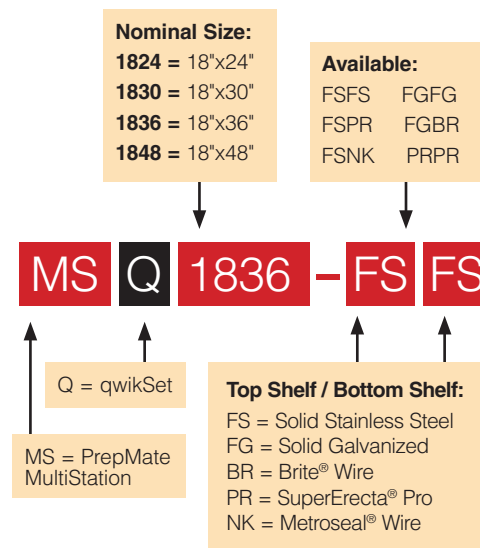 Nominal Size:
1824 = 18"x24"
1830 = 18"x30"
1836 = 18"x36"
1848 = 18"x48"
Available:
FSFS FGFG
FSPR FGBR
FSNK PRPR
MS Q 1836 – FS FS
Q = qwikSet
MS = PrepMate
MultiStation
Top Shelf / Bottom Shelf:
FS = Solid Stainless Steel
FG = Solid Galvanized
BR = Brite® Wire
PR = SuperErecta® Pro
NK = Metroseal® Wire